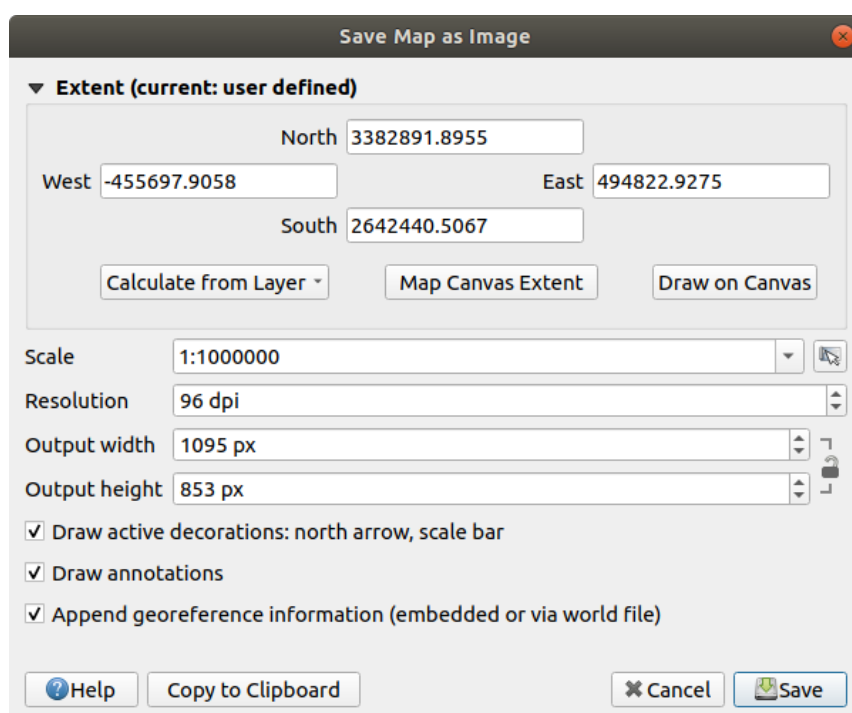 Save Map as Image
Extent (current: user defined)
North 3382891.8955
West -455697.9058 East 494822.9275
South 2642440.5067
Calculate from Layer Map Canvas Extent Draw on Canvas
Scale 1:1000000
Resolution 96 dpi
Output width 1095 px
Output height 853 px
Draw active decorations: north arrow, scale bar
Draw annotations
Append georeference information (embedded or via world file)
Help Copy to Clipboard Cancel Save